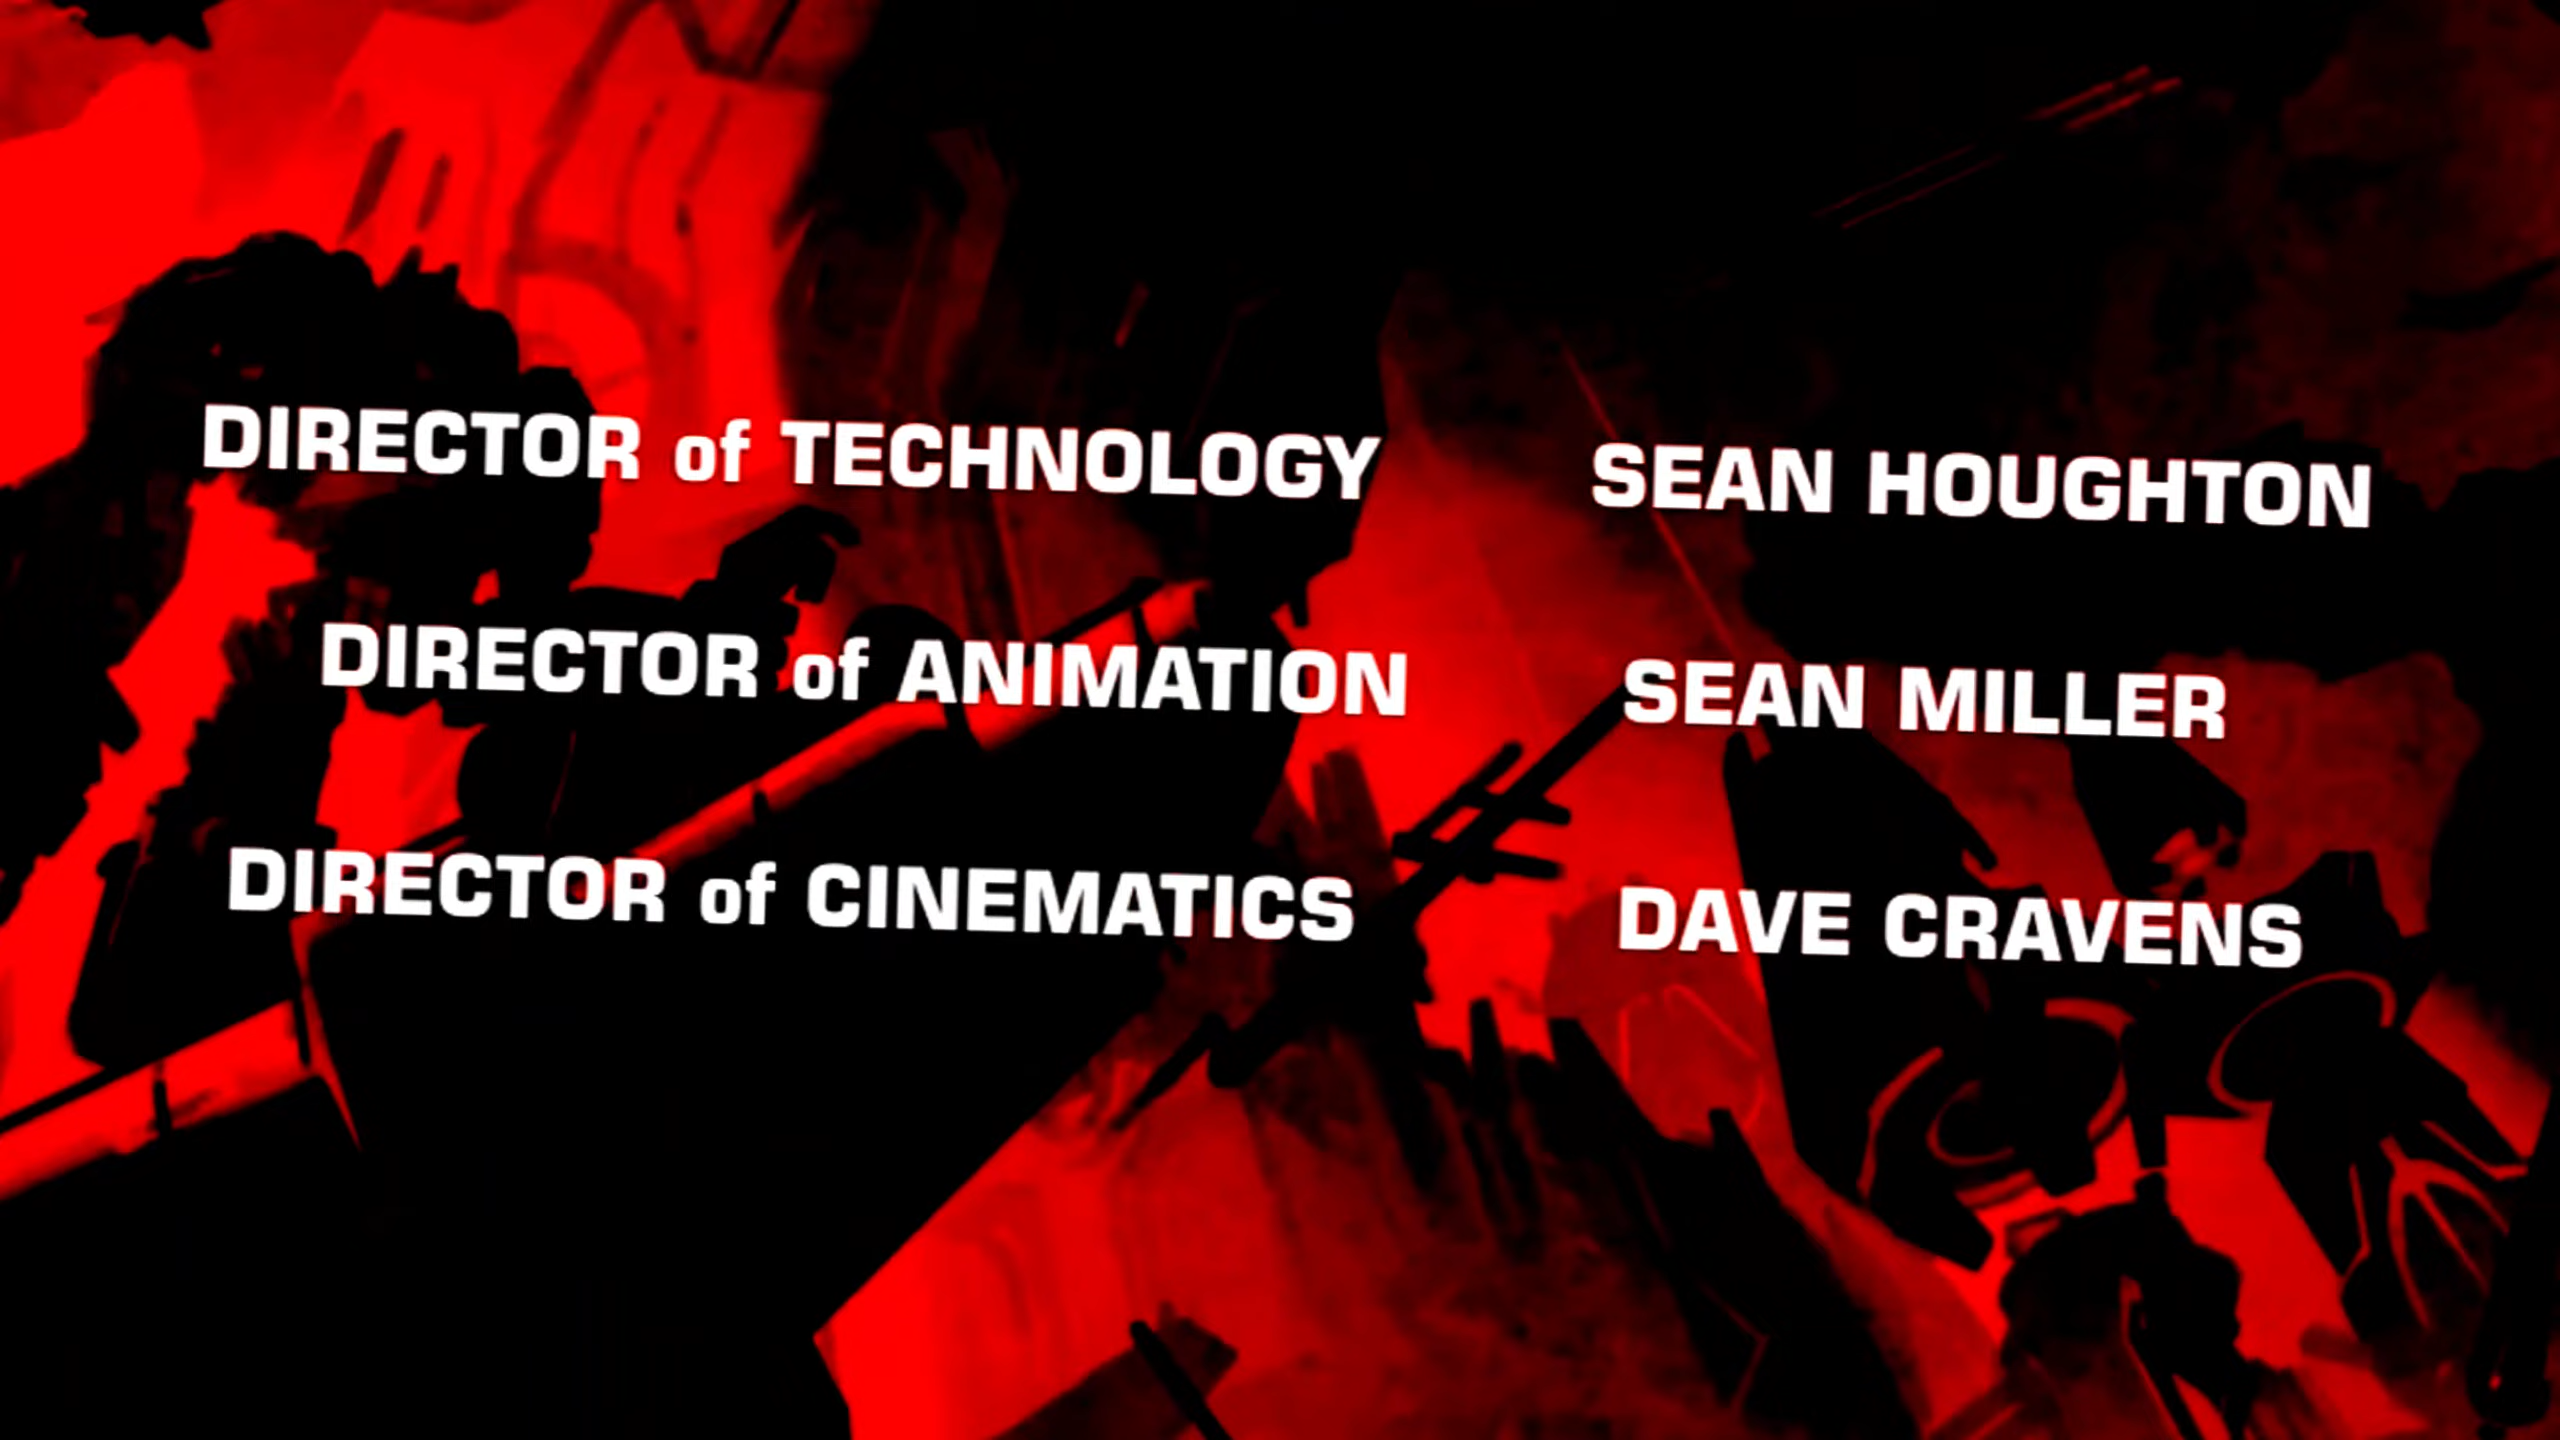 DIRECTOR of TECHNOLOGY SEAN HOUGHTON
DIRECTOR of ANIMATION SEAN MILLER
DIRECTOR of CINEMATICS DAVE CRAVENS